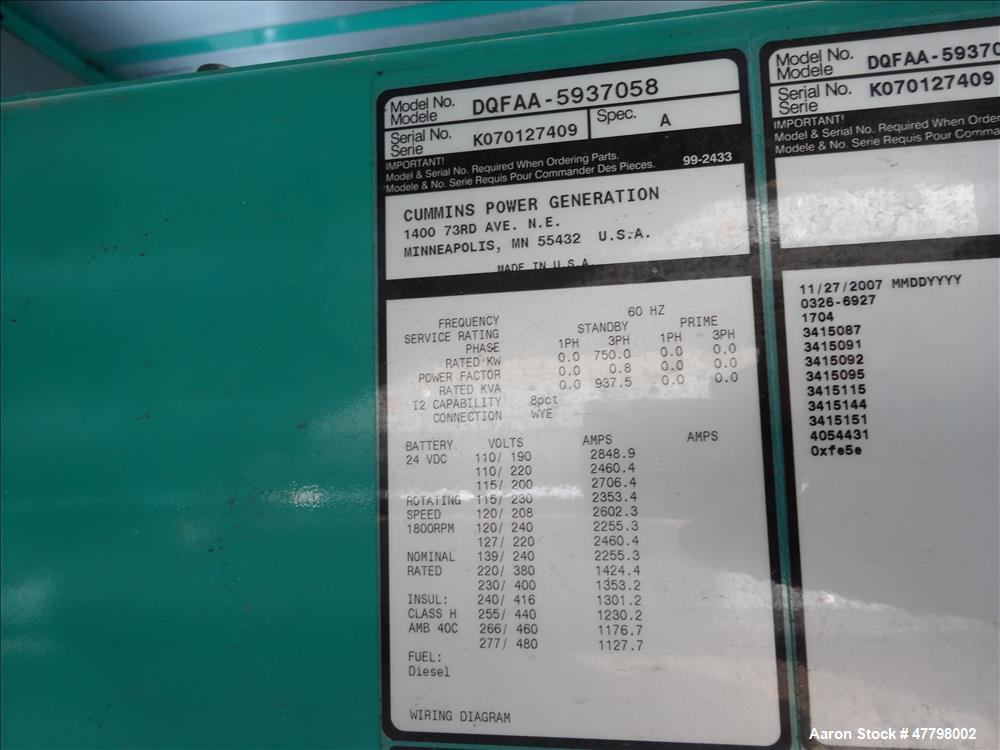 Model No.
Modele
DQFAA-5937058
Serial No.
Serie
K070127409
Spec.
A
IMPORTANT!
Model & Serial No. Required When Ordering Parts.
Modele & No. Serie Requis Pour Commander Des Pieces.
99-2433
CUMMINS POWER GENERATION
1400 73RD AVE. N.E.
MINNEAPOLIS, MN 55432 U.S.A.
MADE IN U.S.A.
FREQUENCY 60 HZ
SERVICE RATING STANDBY PRIME
PHASE 1PH 3PH 1PH 3PH
RATED KW 0.0 750.0 0.0 0.0
POWER FACTOR 0.0 0.8 0.0 0.0
RATED KVA 0.0 937.5 0.0 0.0
I2 CAPABILITY 8pct
CONNECTION WYE
BATTERY VOLTS AMPS AMPS
24 VDC 110/ 190 2848.9
110/ 220 2460.4
115/ 200 2706.4
ROTATING 115/ 230 2353.4
SPEED 120/ 208 2602.3
1800RPM 120/ 240 2255.3
127/ 220 2460.4
NOMINAL 139/ 240 2255.3
RATED 220/ 380 1424.4
230/ 400 1353.2
INSUL: 240/ 416 1301.2
CLASS H 255/ 440 1230.2
AMB 40C 266/ 460 1176.7
277/ 480 1127.7
FUEL:
Diesel
WIRING DIAGRAM
Model No.
Modele
DQFAA-59370
Serial No.
Serie
K070127409
IMPORTANT!
Model & Serial No. Required When
Modele & No. Serie Requis Pour
11/27/2007 MMDDYYYY
0326-6927
1704
3415087
3415091
3415092
3415095
3415115
3415144
3415151
4054431
0xfe5e
Aaron Stock # 47798002